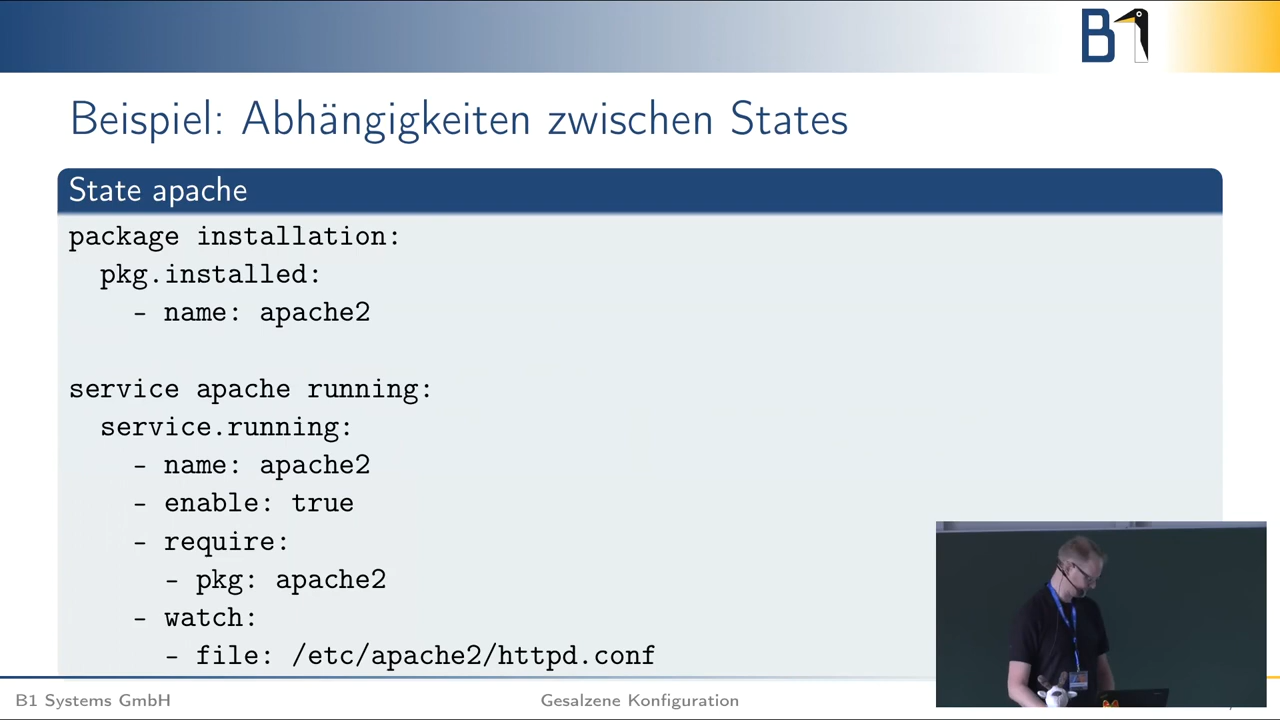 B1
Beispiel: Abhängigkeiten zwischen States
State apache
package installation:
  pkg.installed:
    - name: apache2

service apache running:
  service.running:
    - name: apache2
    - enable: true
    - require:
      - pkg: apache2
    - watch:
      - file: /etc/apache2/httpd.conf
B1 Systems GmbH
Gesalzene Konfiguration